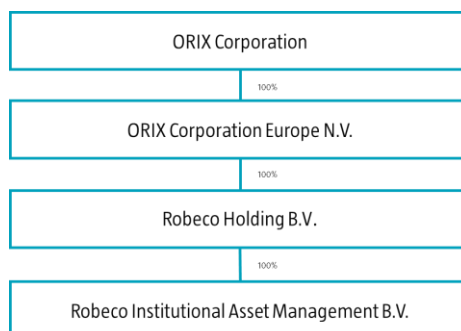 ORIX Corporation
100%
ORIX Corporation Europe N.V.
100%
Robeco Holding B.V.
100%
Robeco Institutional Asset Management B.V.